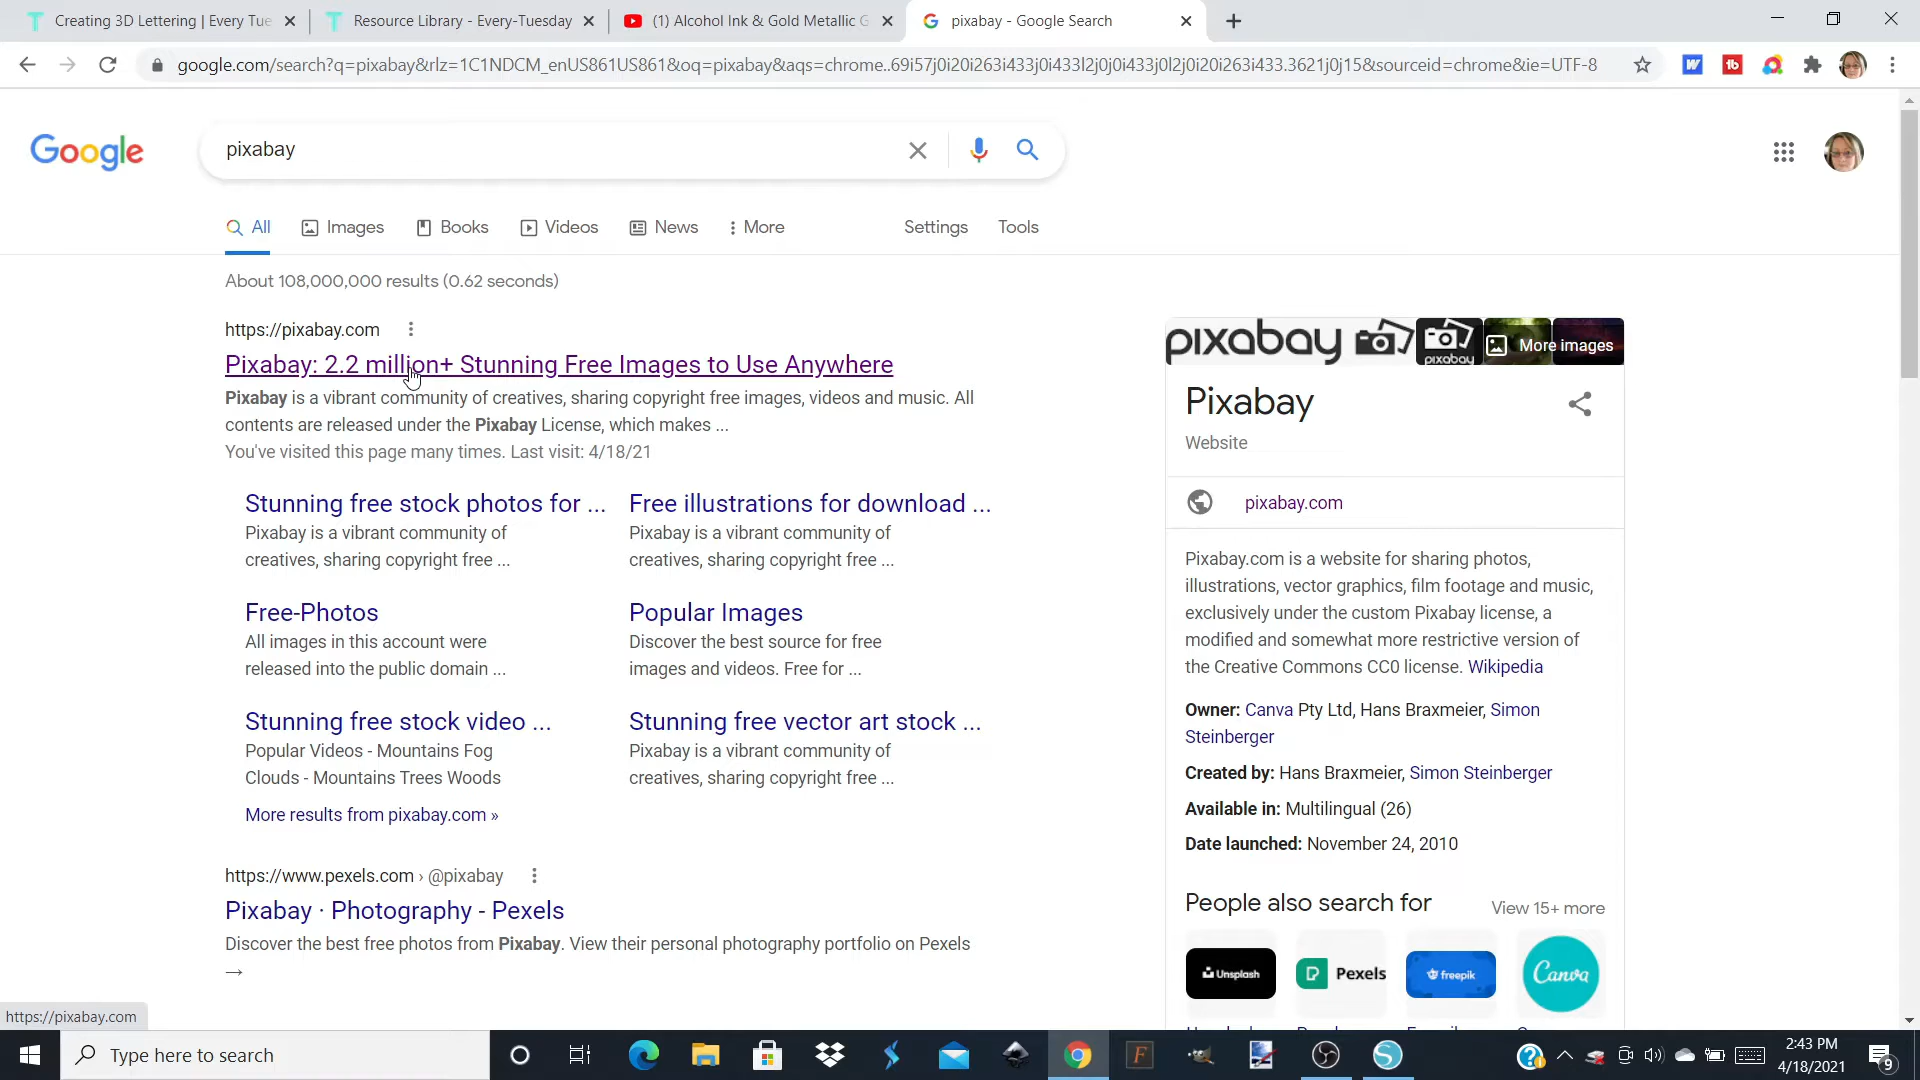 Creating 3D Lettering | Every Tue
Resource Library - Every-Tuesday
(1) Alcohol Ink & Gold Metallic G
pixabay - Google Search
google.com/search?q=pixabay&rlz=1C1NDCM_enUS861US861&oq=pixabay&aqs=chrome..69i57j0i20i263i433j0i433l2j0j0i433j0l2j0i20i263i433.3621j0j15&sourceid=chrome&ie=UTF-8
Google
pixabay
All
Images
Books
Videos
News
More
Settings
Tools
About 108,000,000 results (0.62 seconds)
https://pixabay.com
Pixabay: 2.2 million+ Stunning Free Images to Use Anywhere
Pixabay is a vibrant community of creatives, sharing copyright free images, videos and music. All
contents are released under the Pixabay License, which makes ...
You've visited this page many times. Last visit: 4/18/21
Stunning free stock photos for ...
Pixabay is a vibrant community of
creatives, sharing copyright free ...
Free illustrations for download ...
Pixabay is a vibrant community of
creatives, sharing copyright free ...
Free-Photos
All images in this account were
released into the public domain ...
Popular Images
Discover the best source for free
images and videos. Free for ...
Stunning free stock video ...
Popular Videos - Mountains Fog
Clouds - Mountains Trees Woods
Stunning free vector art stock ...
Pixabay is a vibrant community of
creatives, sharing copyright free ...
More results from pixabay.com »
https://www.pexels.com › @pixabay
Pixabay · Photography - Pexels
Discover the best free photos from Pixabay. View their personal photography portfolio on Pexels
→
pixabay
pixabay
More images
Pixabay
Website
pixabay.com
Pixabay.com is a website for sharing photos,
illustrations, vector graphics, film footage and music,
exclusively under the custom Pixabay license, a
modified and somewhat more restrictive version of
the Creative Commons CC0 license. Wikipedia
Owner: Canva Pty Ltd, Hans Braxmeier, Simon
Steinberger
Created by: Hans Braxmeier, Simon Steinberger
Available in: Multilingual (26)
Date launched: November 24, 2010
People also search for
View 15+ more
Unsplash
Pexels
freepik
Canva
https://pixabay.com
Type here to search
2:43 PM
4/18/2021
9